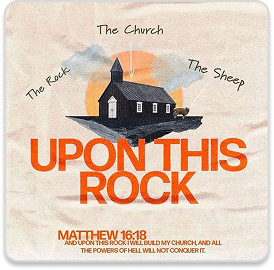 The Church
The Rock
The Sheep
UPON THIS
ROCK
MATTHEW 16:18
AND UPON THIS ROCK I WILL BUILD MY CHURCH, AND ALL
THE POWERS OF HELL WILL NOT CONQUER IT.